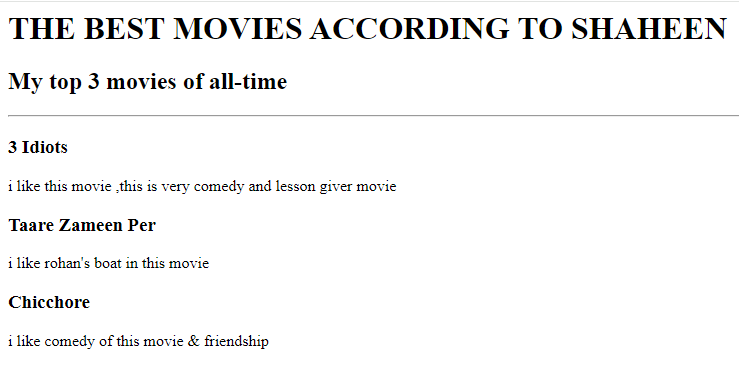 THE BEST MOVIES ACCORDING TO SHAHEEN
My top 3 movies of all-time
3 Idiots
i like this movie ,this is very comedy and lesson giver movie
Taare Zameen Per
i like rohan's boat in this movie
Chicchore
i like comedy of this movie & friendship